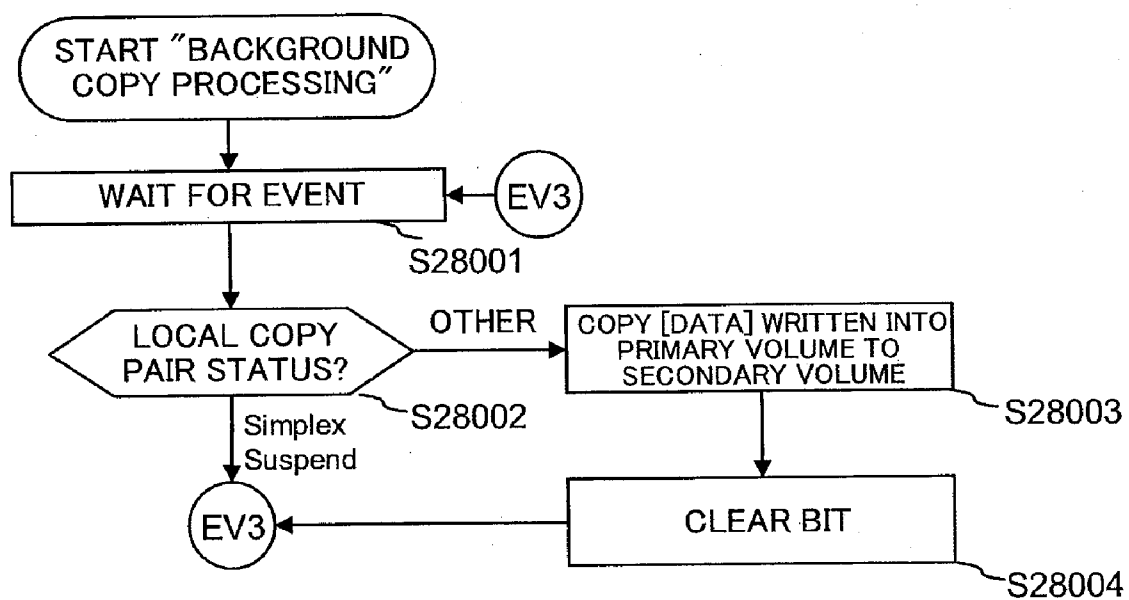 START "BACKGROUND
COPY PROCESSING"
WAIT FOR EVENT
EV3
S28001
LOCAL COPY
PAIR STATUS?
OTHER
COPY [DATA] WRITTEN INTO
PRIMARY VOLUME TO
SECONDARY VOLUME
S28002
S28003
Simplex
Suspend
EV3
CLEAR BIT
S28004